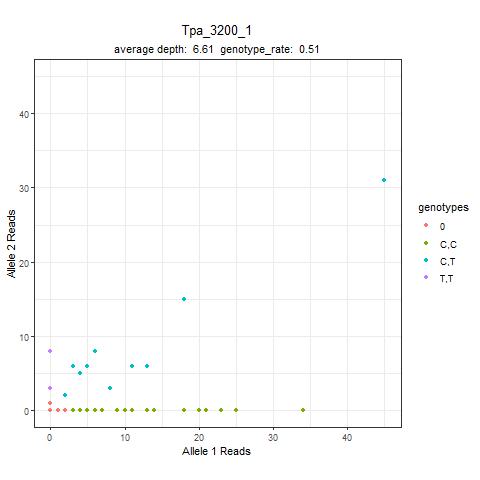 Tpa_3200_1
average depth: 6.61 genotype_rate: 0.51
40
30
20
10
0
Allele 2 Reads
0 10 20 30 40
Allele 1 Reads
genotypes
0
C,C
C,T
T,T